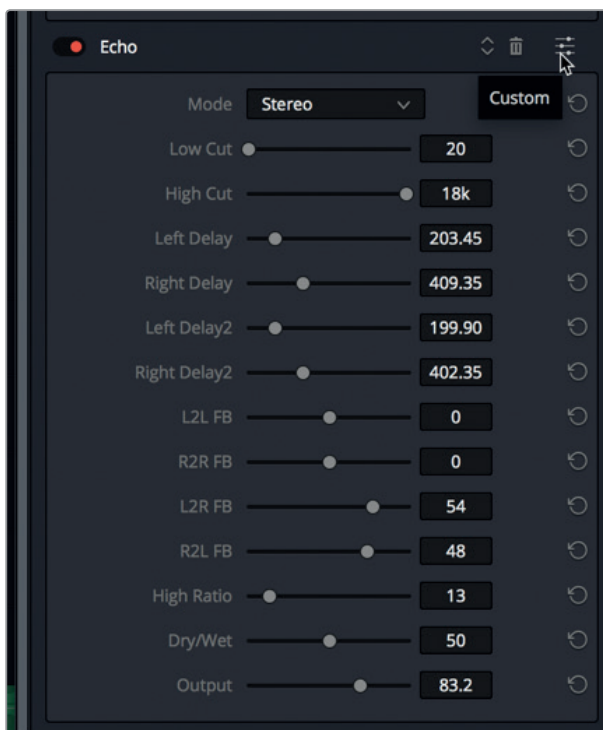 Echo
Custom
Mode Stereo
Low Cut 20
High Cut 18k
Left Delay 203.45
Right Delay 409.35
Left Delay2 199.90
Right Delay2 402.35
L2L FB 0
R2R FB 0
L2R FB 54
R2L FB 48
High Ratio 13
Dry/Wet 50
Output 83.2